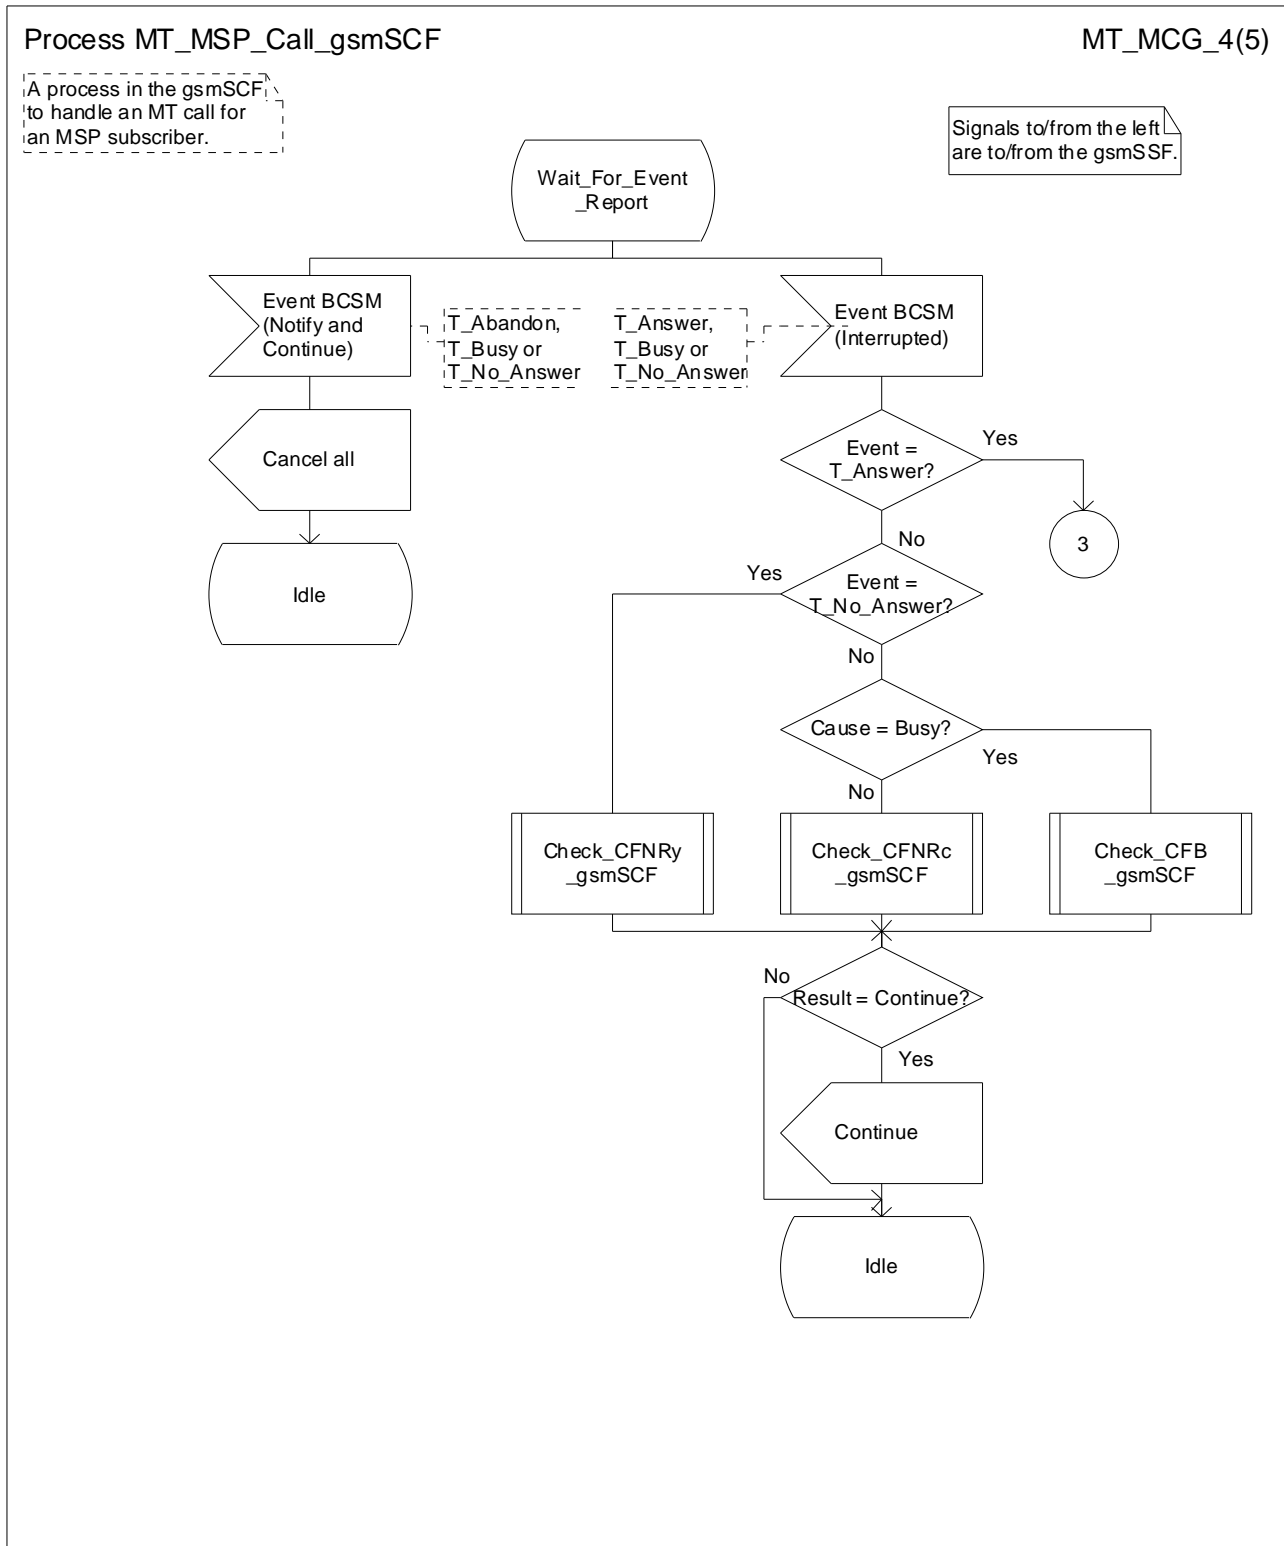 Process MT_MSP_Call_gsmSCF
MT_MCG_4(5)
A process in the gsmSCF
to handle an MT call for
an MSP subscriber.
Signals to/from the left
are to/from the gsmSSF.
Wait_For_Event
_Report
Event BCSM
(Notify and
Continue)
T_Abandon,
T_Busy or
T_No_Answer
T_Answer,
T_Busy or
T_No_Answer
Event BCSM
(Interrupted)
Cancel all
Idle
Event =
T_Answer?
Yes
3
No
Event =
T_No_Answer?
Yes
No
Cause = Busy?
Yes
No
Check_CFNRy
_gsmSCF
Check_CFNRc
_gsmSCF
Check_CFB
_gsmSCF
No
Result = Continue?
Yes
Continue
Idle